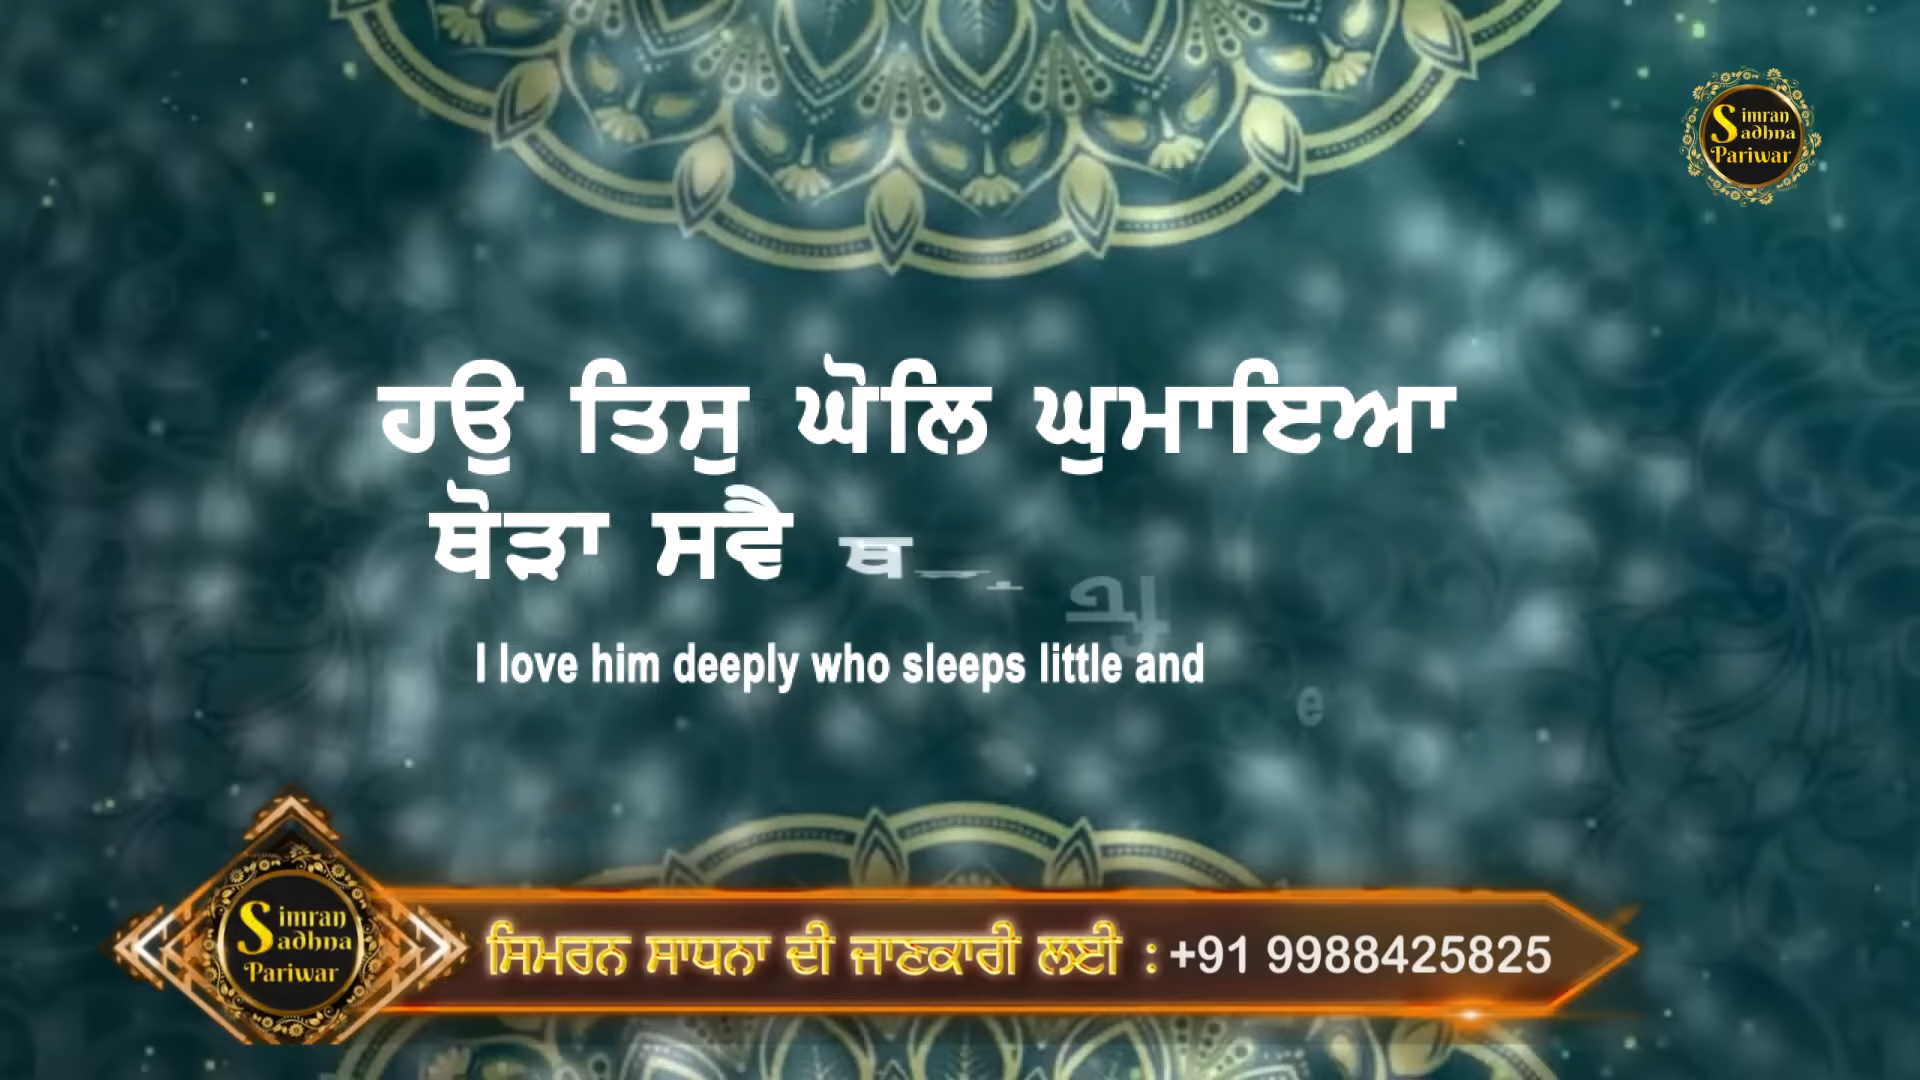 Simran
Sadhna
Pariwar
ਹਉ ਤਿਸੁ ਘੋਲਿ ਘੁਮਾਇਆ
ਥੋੜਾ ਸਵੈ
I love him deeply who sleeps little and
Simran
Sadhna
Pariwar
ਸਿਮਰਨ ਸਾਧਨਾ ਦੀ ਜਾਣਕਾਰੀ ਲਈ : +91 9988425825